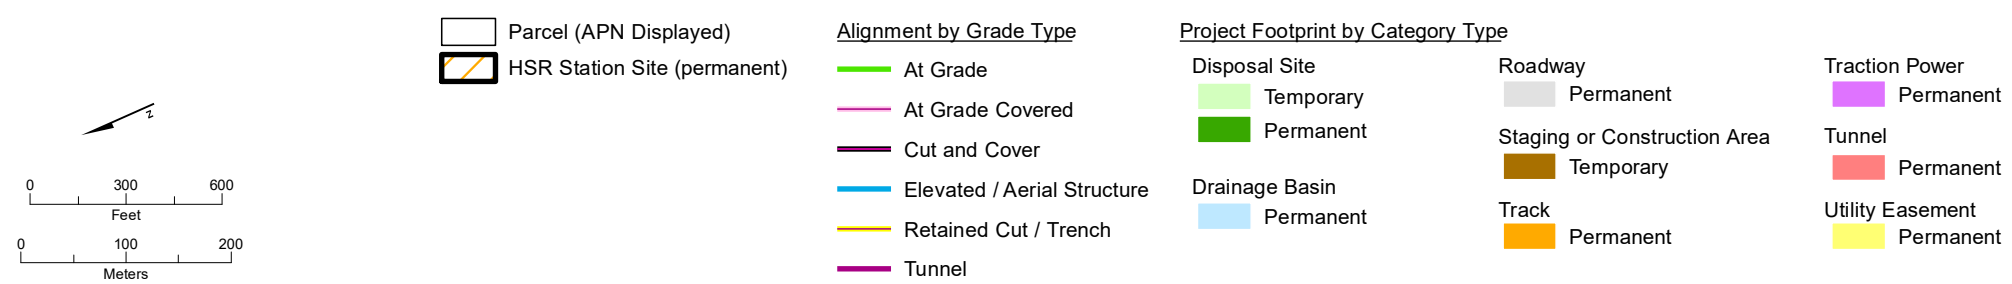 N
0 300 600
Feet
0 100 200
Meters
Parcel (APN Displayed)
HSR Station Site (permanent)
Alignment by Grade Type
At Grade
At Grade Covered
Cut and Cover
Elevated / Aerial Structure
Retained Cut / Trench
Tunnel
Project Footprint by Category Type
Disposal Site
Temporary
Permanent
Drainage Basin
Permanent
Roadway
Permanent
Staging or Construction Area
Temporary
Track
Permanent
Traction Power
Permanent
Tunnel
Permanent
Utility Easement
Permanent